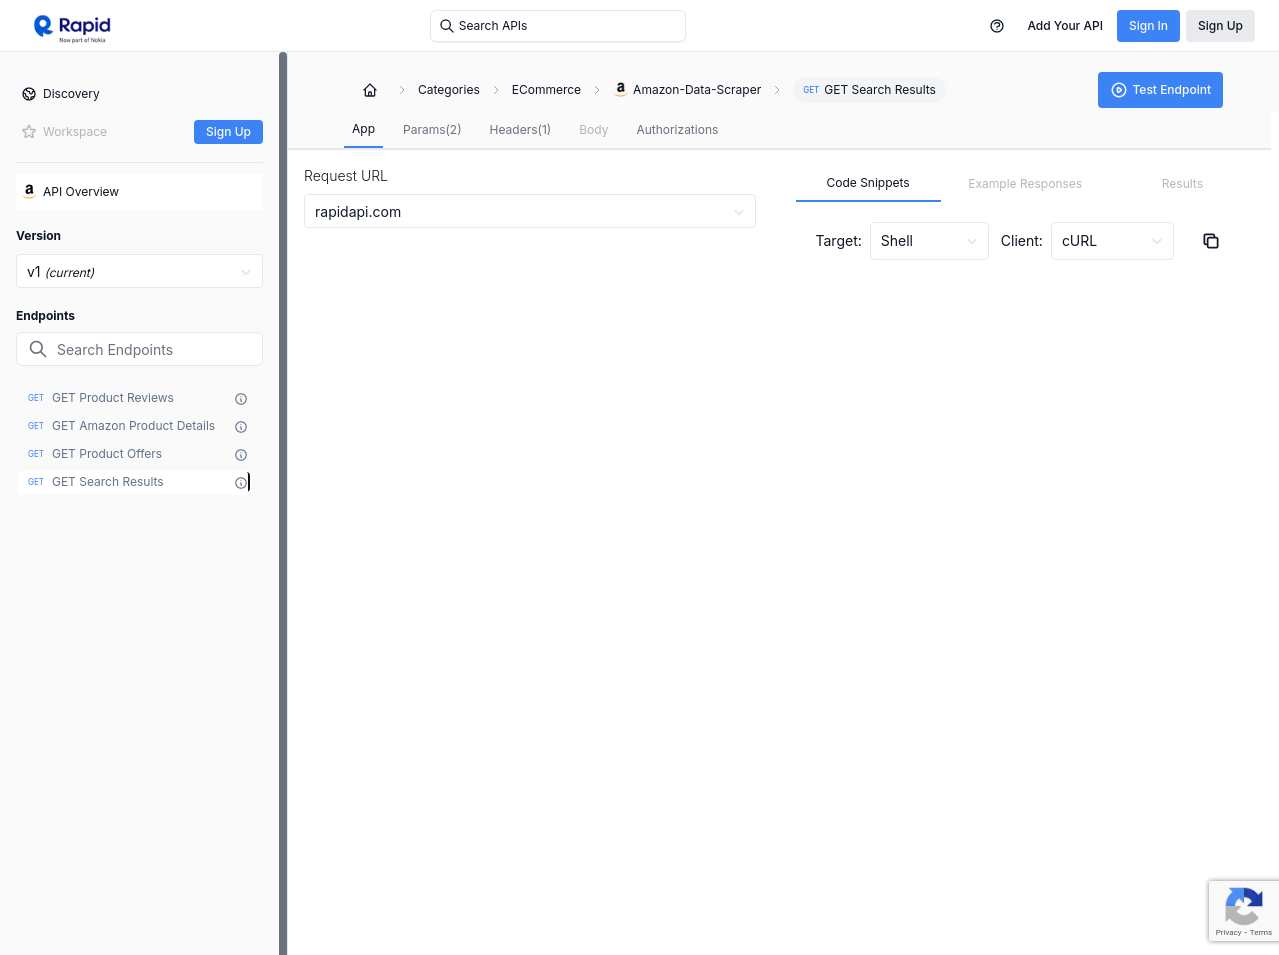 Rapid
Now part of Nokia
Search APIs
Add Your API
Sign In
Sign Up
Discovery
Workspace
Sign Up
API Overview
Version
v1 (current)
Endpoints
Search Endpoints
GET GET Product Reviews
GET GET Amazon Product Details
GET GET Product Offers
GET GET Search Results
Categories
ECommerce
Amazon-Data-Scraper
GET GET Search Results
Test Endpoint
App
Params(2)
Headers(1)
Body
Authorizations
Request URL
rapidapi.com
Code Snippets
Example Responses
Results
Target:
Shell
Client:
cURL
Privacy - Terms